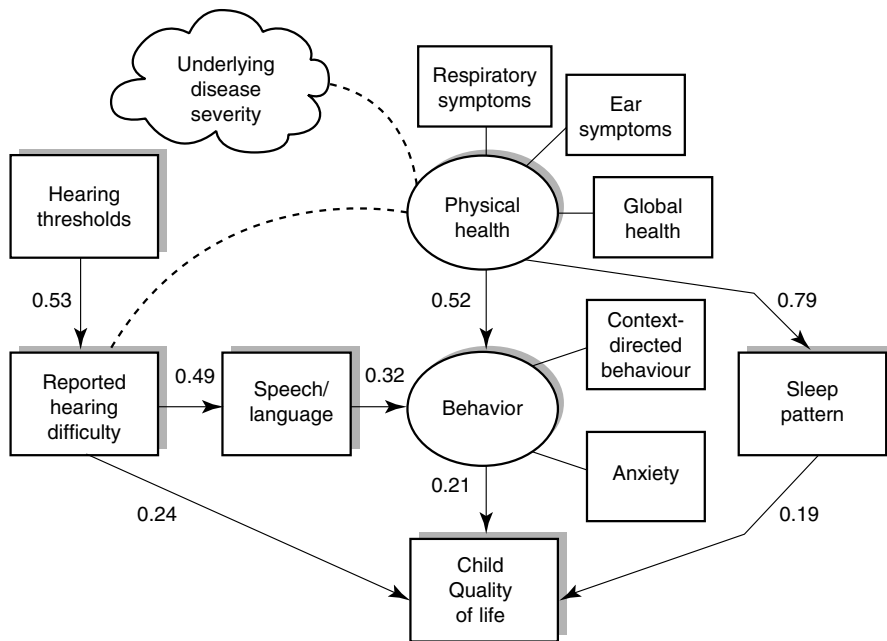 Underlying
disease
severity
Respiratory
symptoms
Ear
symptoms
Hearing
thresholds
Physical
health
Global
health
0.53
0.52
0.79
Context-
directed
behaviour
Reported
hearing
difficulty
0.49
Speech/
language
0.32
Behavior
Sleep
pattern
Anxiety
0.24
0.21
0.19
Child
Quality
of life